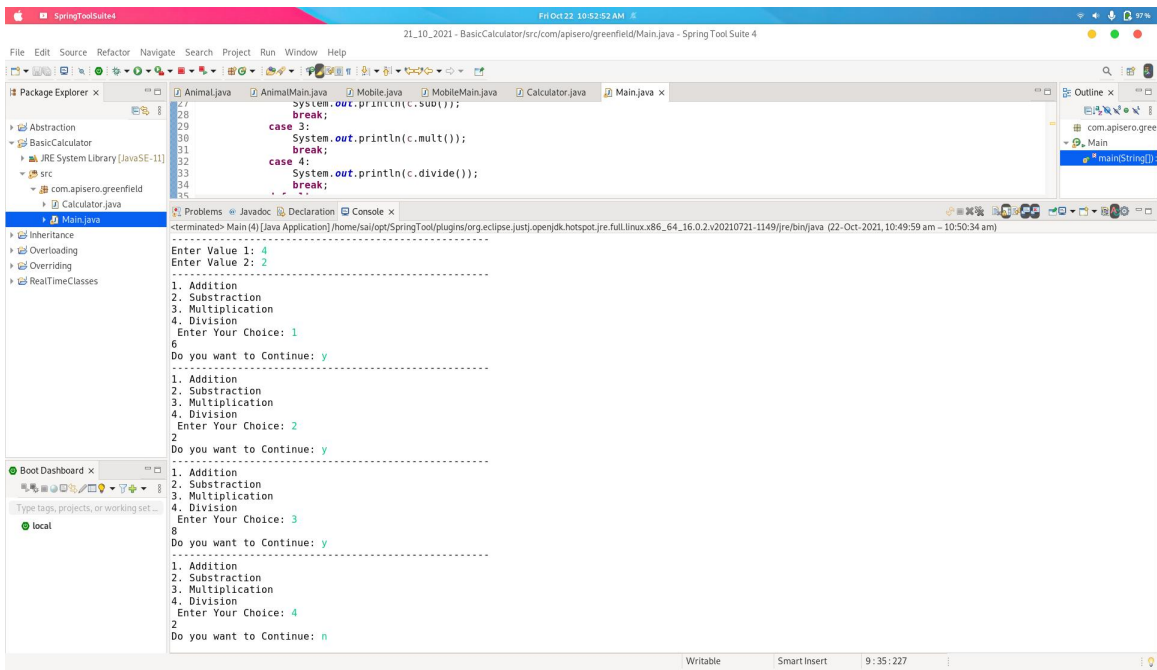 SpringToolSuite4
Fri Oct 22 10:52:52 AM
97%
21_10_2021 - BasicCalculator/src/com/apisero/greenfield/Main.java - Spring Tool Suite 4
File Edit Source Refactor Navigate Search Project Run Window Help
Package Explorer
Abstraction
BasicCalculator
JRE System Library [JavaSE-11]
src
com.apisero.greenfield
Calculator.java
Main.java
Inheritance
Overloading
Overriding
RealTimeClasses
Boot Dashboard
Type tags, projects, or working set ...
local
Animal.java AnimalMain.java Mobile.java MobileMain.java Calculator.java Main.java
27 System.out.println(c.sub());
28 break;
29 case 3:
30 System.out.println(c.mult());
31 break;
32 case 4:
33 System.out.println(c.divide());
34 break;
35
Problems Javadoc Declaration Console
<terminated> Main (4) [Java Application] /home/sai/opt/SpringTool/plugins/org.eclipse.justj.openjdk.hotspot.jre.full.linux.x86_64_16.0.2.v20210721-1149/jre/bin/java (22-Oct-2021, 10:49:59 am – 10:50:34 am)
------------------------------------------------
Enter Value 1: 4
Enter Value 2: 2
------------------------------------------------
1. Addition
2. Substraction
3. Multiplication
4. Division
Enter Your Choice: 1
6
Do you want to Continue: y
------------------------------------------------
1. Addition
2. Substraction
3. Multiplication
4. Division
Enter Your Choice: 2
2
Do you want to Continue: y
------------------------------------------------
1. Addition
2. Substraction
3. Multiplication
4. Division
Enter Your Choice: 3
8
Do you want to Continue: y
------------------------------------------------
1. Addition
2. Substraction
3. Multiplication
4. Division
Enter Your Choice: 4
2
Do you want to Continue: n
Outline
com.apisero.gree
Main
main(String[]) :
Writable Smart Insert 9 : 35 : 227